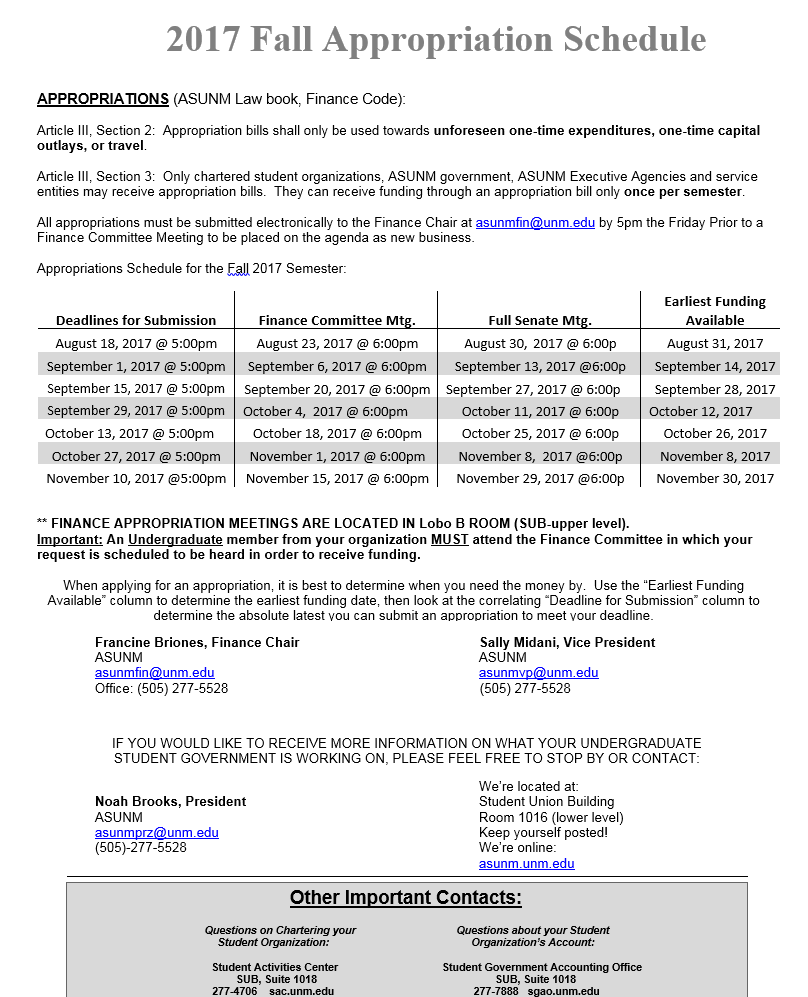 2017 Fall Appropriation Schedule
APPROPRIATIONS (ASUNM Law book, Finance Code):
Article III, Section 2:  Appropriation bills shall only be used towards unforeseen one-time expenditures, one-time capital
outlays, or travel.
Article III, Section 3:  Only chartered student organizations, ASUNM government, ASUNM Executive Agencies and service
entities may receive appropriation bills.  They can receive funding through an appropriation bill only once per semester.
All appropriations must be submitted electronically to the Finance Chair at asunmfin@unm.edu by 5pm the Friday Prior to a
Finance Committee Meeting to be placed on the agenda as new business.
Appropriations Schedule for the Fall 2017 Semester:
Deadlines for Submission Finance Committee Mtg. Full Senate Mtg. Earliest Funding Available
August 18, 2017 @ 5:00pm August 23, 2017 @ 6:00pm August 30,  2017 @ 6:00p August 31, 2017
September 1, 2017 @ 5:00pm September 6, 2017 @ 6:00pm September 13, 2017 @6:00p September 14, 2017
September 15, 2017 @ 5:00pm September 20, 2017 @ 6:00pm September 27, 2017 @ 6:00p September 28, 2017
September 29, 2017 @ 5:00pm October 4,  2017 @ 6:00pm October 11, 2017 @ 6:00p October 12, 2017
October 13, 2017 @ 5:00pm October 18, 2017 @ 6:00pm October 25, 2017 @ 6:00p October 26, 2017
October 27, 2017 @ 5:00pm November 1, 2017 @ 6:00pm November 8,  2017 @6:00p November 8, 2017
November 10, 2017 @5:00pm November 15, 2017 @ 6:00pm November 29, 2017 @6:00p November 30, 2017
** FINANCE APPROPRIATION MEETINGS ARE LOCATED IN Lobo B ROOM (SUB-upper level).
Important: An Undergraduate member from your organization MUST attend the Finance Committee in which your
request is scheduled to be heard in order to receive funding.
When applying for an appropriation, it is best to determine when you need the money by.  Use the “Earliest Funding
Available” column to determine the earliest funding date, then look at the correlating “Deadline for Submission” column to
determine the absolute latest you can submit an appropriation to meet your deadline.
Francine Briones, Finance Chair
ASUNM
asunmfin@unm.edu
Office: (505) 277-5528
Sally Midani, Vice President
ASUNM
asunmvp@unm.edu
(505) 277-5528
IF YOU WOULD LIKE TO RECEIVE MORE INFORMATION ON WHAT YOUR UNDERGRADUATE
STUDENT GOVERNMENT IS WORKING ON, PLEASE FEEL FREE TO STOP BY OR CONTACT:
Noah Brooks, President
ASUNM
asunmprz@unm.edu
(505)-277-5528
We’re located at:
Student Union Building
Room 1016 (lower level)
Keep yourself posted!
We’re online:
asunm.unm.edu
Other Important Contacts:
Questions on Chartering your
Student Organization:
Student Activities Center
SUB, Suite 1018
277-4706    sac.unm.edu
Questions about your Student
Organization’s Account:
Student Government Accounting Office
SUB, Suite 1018
277-7888   sgao.unm.edu